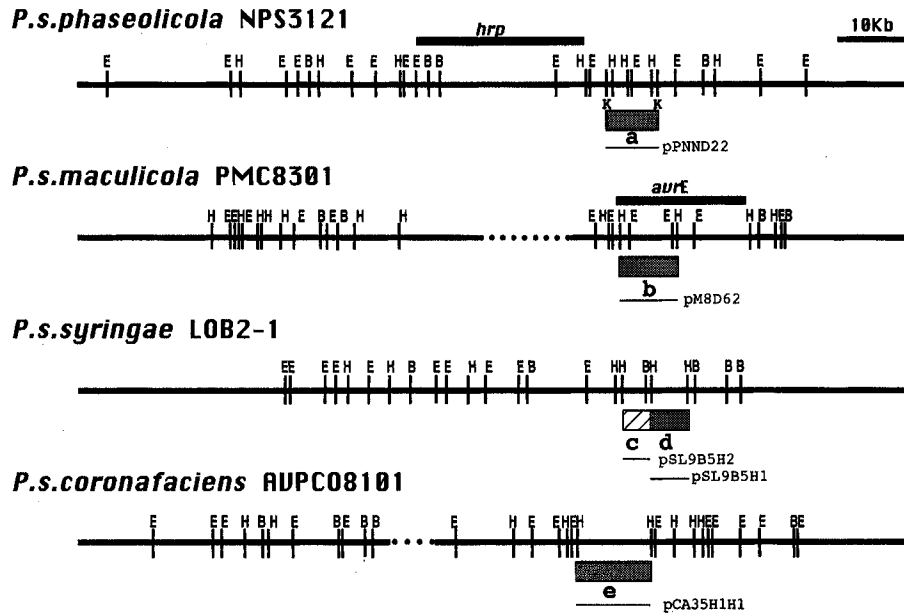 P.s.phaseolicola NPS3121
hrp
10Kb
E E H E E B H E E H E E B B E H E H H E H E B H E E
K K
a
pPNND22
P.s.maculicola PMC8301
avrE
H E E H E H H H E B E B H H E H E H E E H E H B H E B
b
pM8D62
P.s.syringae LOB2-1
E E E E H E H B E E H E E B E H H B H H B B B
c d
pSL9B5H2
pSL9B5H1
P.s.coronafaciens AVPCO8101
E E E H B H E B E B B E H E E H E H H E H H H E E E E B E
e
pCA35H1H1